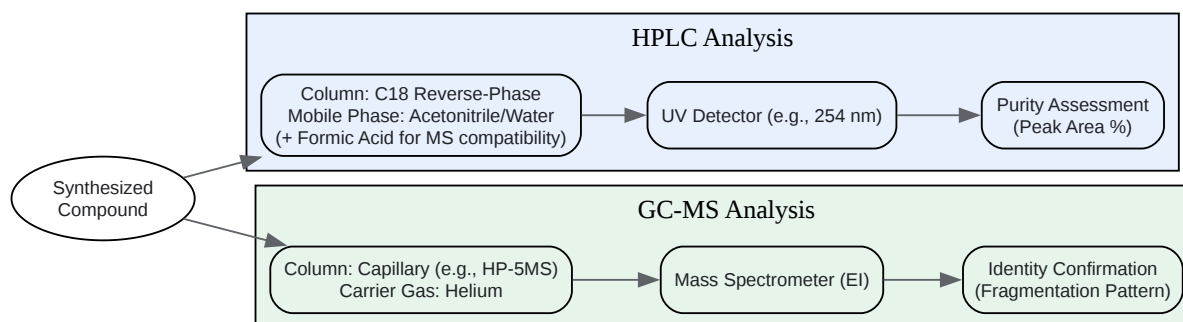 HPLC Analysis
Column: C18 Reverse-Phase
Mobile Phase: Acetonitrile/Water
(+ Formic Acid for MS compatibility)
UV Detector (e.g., 254 nm)
Purity Assessment
(Peak Area %)
Synthesized
Compound
GC-MS Analysis
Column: Capillary (e.g., HP-5MS)
Carrier Gas: Helium
Mass Spectrometer (EI)
Identity Confirmation
(Fragmentation Pattern)